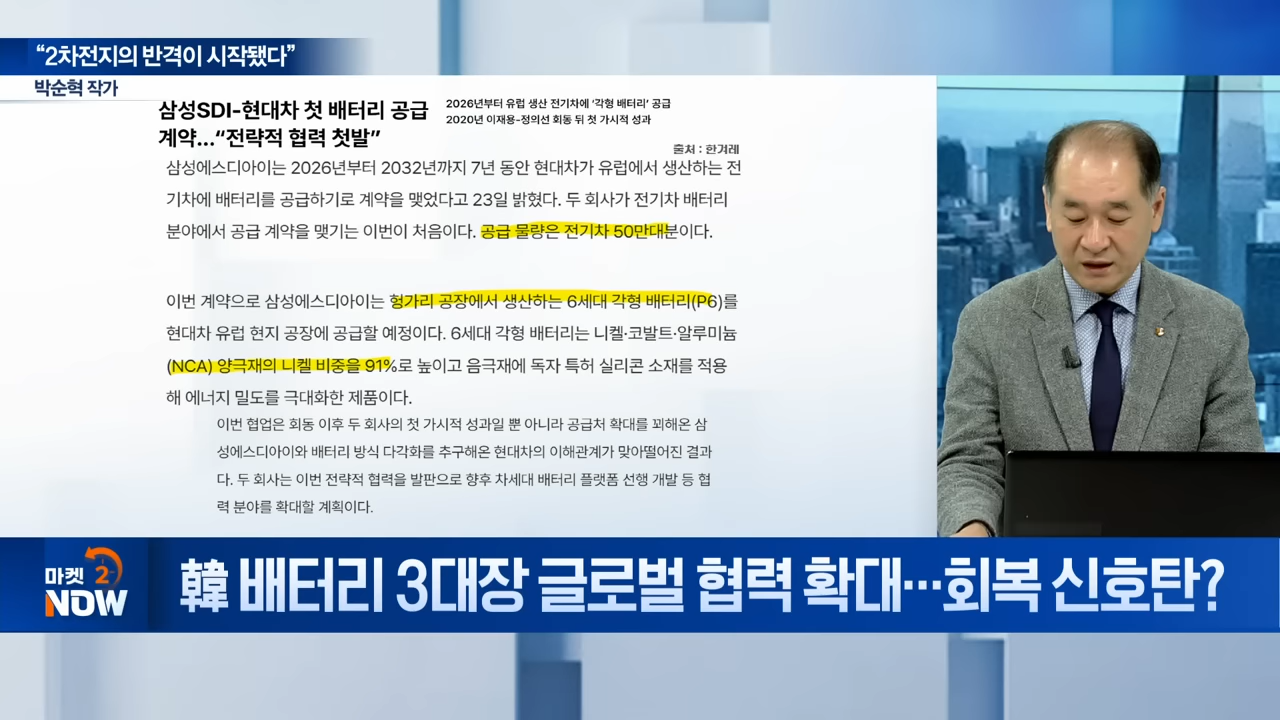 “2차전지의 반격이 시작됐다”
박순혁 작가
삼성SDI-현대차 첫 배터리 공급
계약...“전략적 협력 첫발”
2026년부터 유럽 생산 전기차에 ‘각형 배터리’ 공급
2020년 이재용-정의선 회동 뒤 첫 가시적 성과
출처 : 한겨레
삼성에스디아이는 2026년부터 2032년까지 7년 동안 현대차가 유럽에서 생산하는 전
기차에 배터리를 공급하기로 계약을 맺었다고 23일 밝혔다. 두 회사가 전기차 배터리
분야에서 공급 계약을 맺기는 이번이 처음이다. 공급 물량은 전기차 50만대분이다.
이번 계약으로 삼성에스디아이는 헝가리 공장에서 생산하는 6세대 각형 배터리(P6)를
현대차 유럽 현지 공장에 공급할 예정이다. 6세대 각형 배터리는 니켈·코발트·알루미늄
(NCA) 양극재의 니켈 비중을 91%로 높이고 음극재에 독자 특허 실리콘 소재를 적용
해 에너지 밀도를 극대화한 제품이다.
이번 협업은 회동 이후 두 회사의 첫 가시적 성과일 뿐 아니라 공급처 확대를 꾀해온 삼
성에스디아이와 배터리 방식 다각화를 추구해온 현대차의 이해관계가 맞아떨어진 결과
다. 두 회사는 이번 전략적 협력을 발판으로 향후 차세대 배터리 플랫폼 선행 개발 등 협
력 분야를 확대할 계획이다.
마켓 2
NOW
韓 배터리 3대장 글로벌 협력 확대…회복 신호탄?